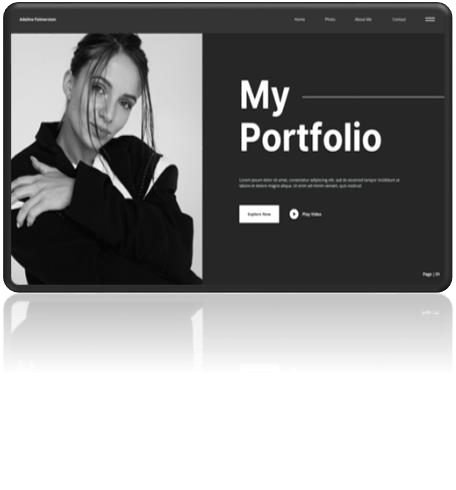 Adaline Palmerston
Home Photo About Me Contact
My
Portfolio
Lorem ipsum dolor sit amet, consectetur adipiscing elit, sed do eiusmod tempor incididunt ut
labore et dolore magna aliqua. Ut enim ad minim veniam, quis nostrud
Explore Now Play Video
Page | 01